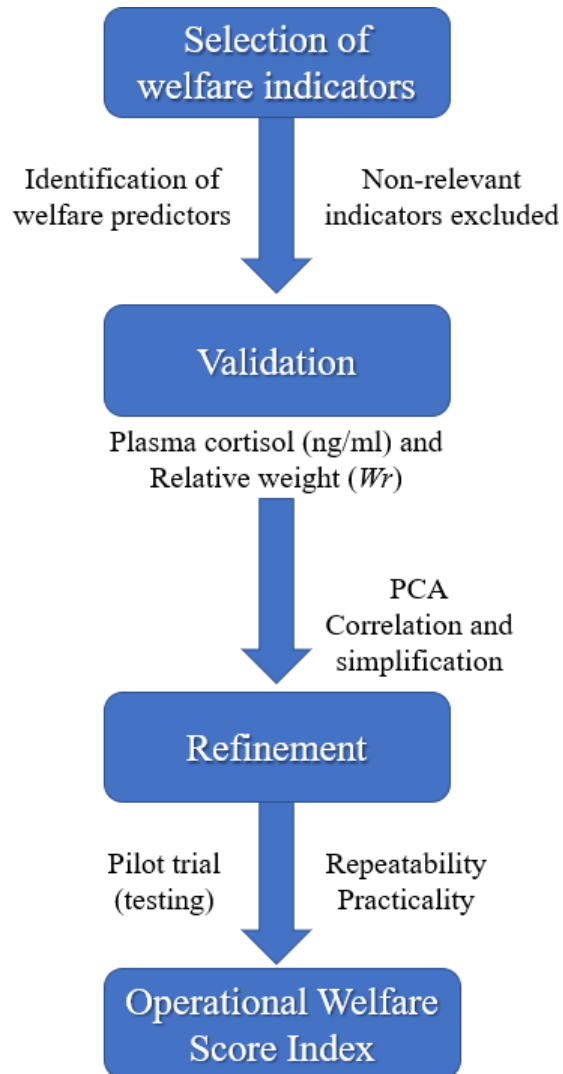 Selection of
welfare indicators
Identification of
welfare predictors
Non-relevant
indicators excluded
Validation
Plasma cortisol (ng/ml) and
Relative weight (Wr)
PCA
Correlation and
simplification
Refinement
Pilot trial
(testing)
Repeatability
Practicality
Operational Welfare
Score Index